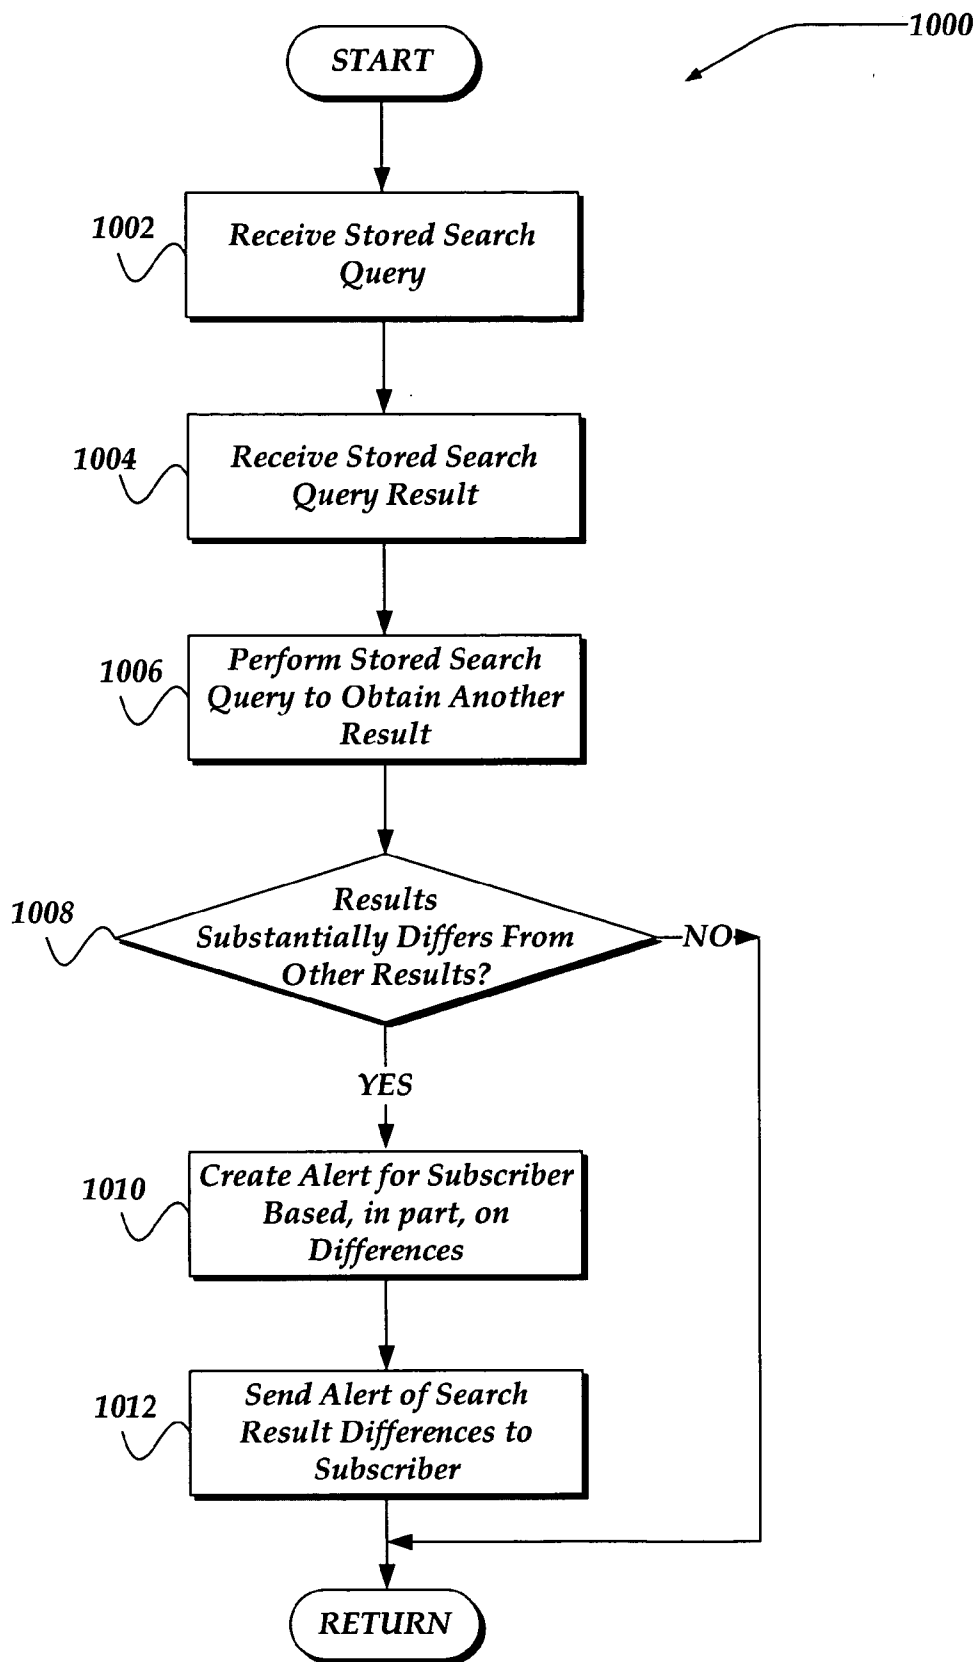 1000
START
1002
Receive Stored Search
Query
1004
Receive Stored Search
Query Result
1006
Perform Stored Search
Query to Obtain Another
Result
1008
Results
Substantially Differs From
Other Results?
NO
YES
1010
Create Alert for Subscriber
Based, in part, on
Differences
1012
Send Alert of Search
Result Differences to
Subscriber
RETURN